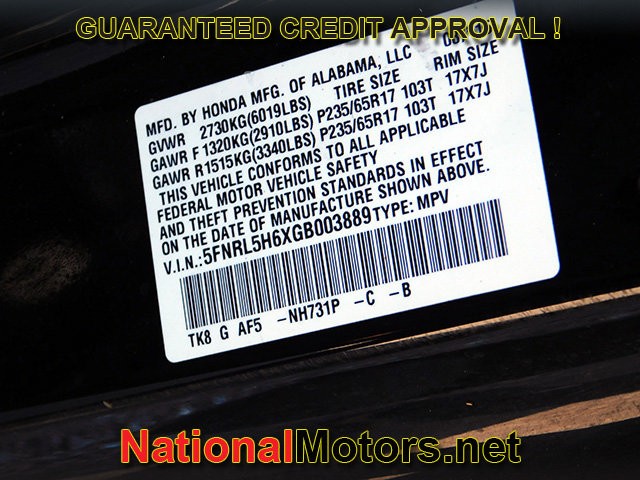 GUARANTEED CREDIT APPROVAL !
MFD. BY HONDA MFG. OF ALABAMA, LLC
GVWR 2730KG(6019LBS) TIRE SIZE RIM SIZE
GAWR F 1320KG(2910LBS) P235/65R17 103T 17X7J
GAWR R1515KG(3340LBS) P235/65R17 103T 17X7J
THIS VEHICLE CONFORMS TO ALL APPLICABLE
FEDERAL MOTOR VEHICLE SAFETY
AND THEFT PREVENTION STANDARDS IN EFFECT
ON THE DATE OF MANUFACTURE SHOWN ABOVE.
V.I.N.:5FNRL5H6XGB003889 TYPE: MPV
TK8 G AF5 -NH731P -C -B
NationalMotors.net